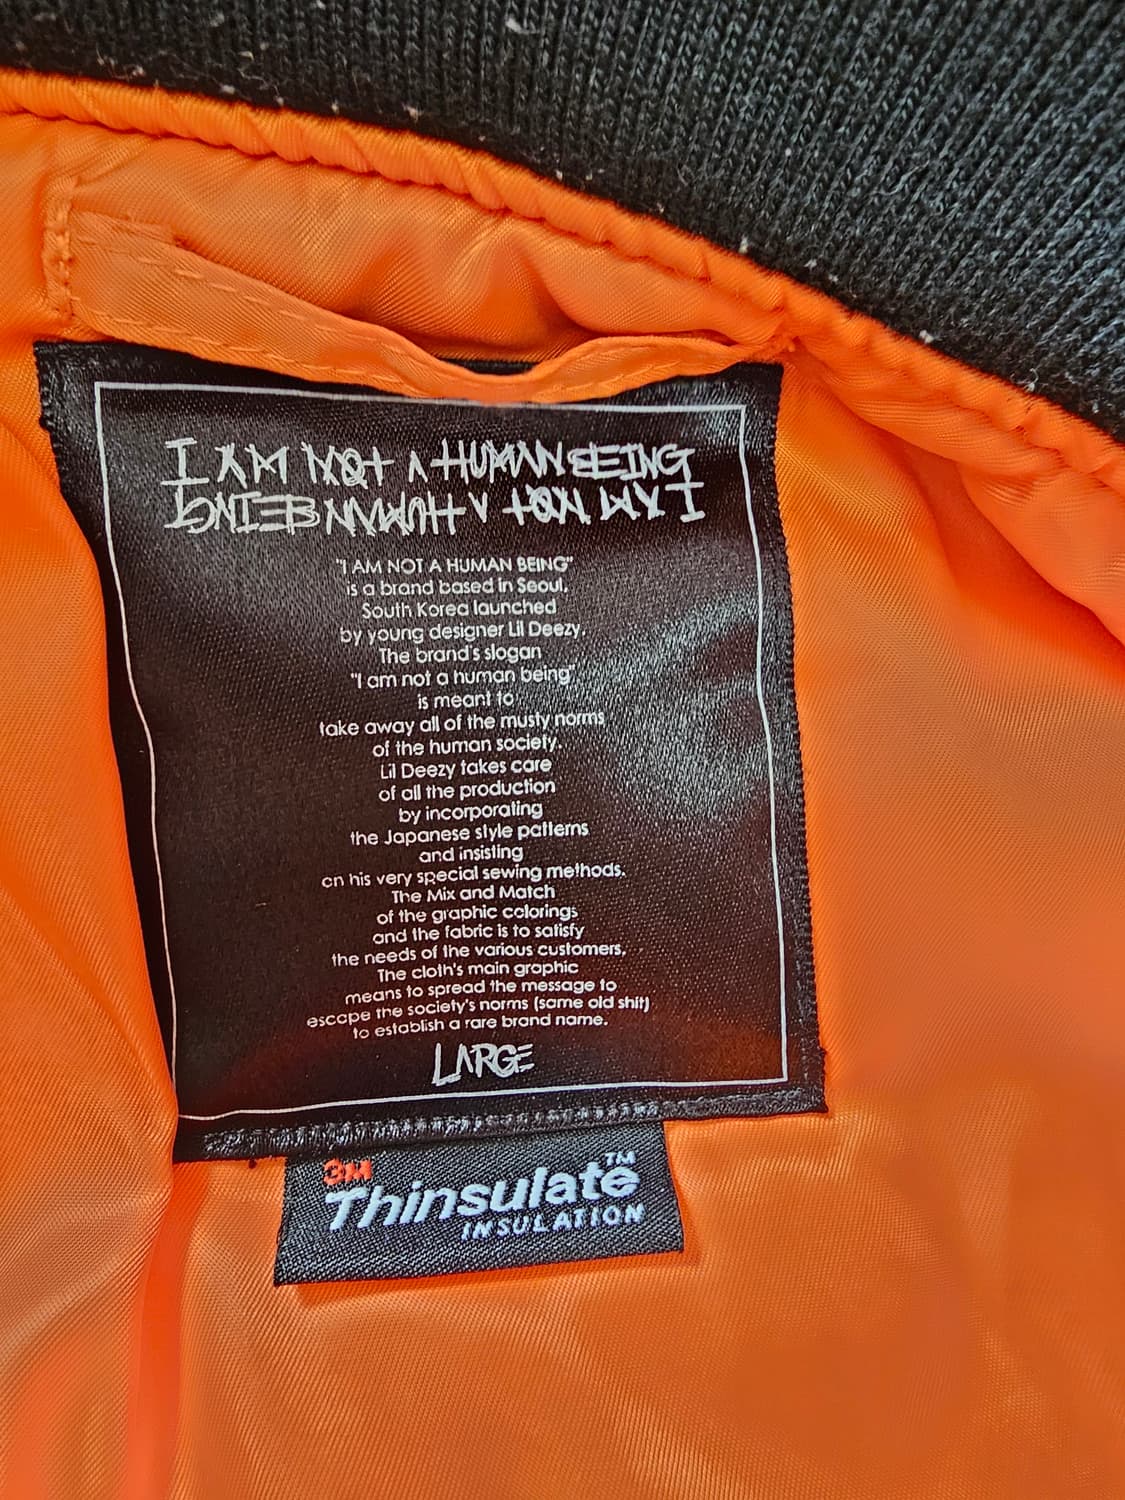 I AM NOT A HUMAN BEING
I AM NOT A HUMAN BEING
"I AM NOT A HUMAN BEING"
is a brand based in Seoul,
South Korea launched
by young designer Lil Deezy.
The brand's slogan
"I am not a human being"
is meant to
take away all of the musty norms
of the human society.
Lil Deezy takes care
of all the production
by incorporating
the Japanese style patterns
and insisting
on his very special sewing methods.
The Mix and Match
of the graphic colorings
and the fabric is to satisfy
the needs of the various customers.
The cloth's main graphic
means to spread the message to
escape the society's norms (same old shit)
to establish a rare brand name.
LARGE
3M
Thinsulate™
INSULATION